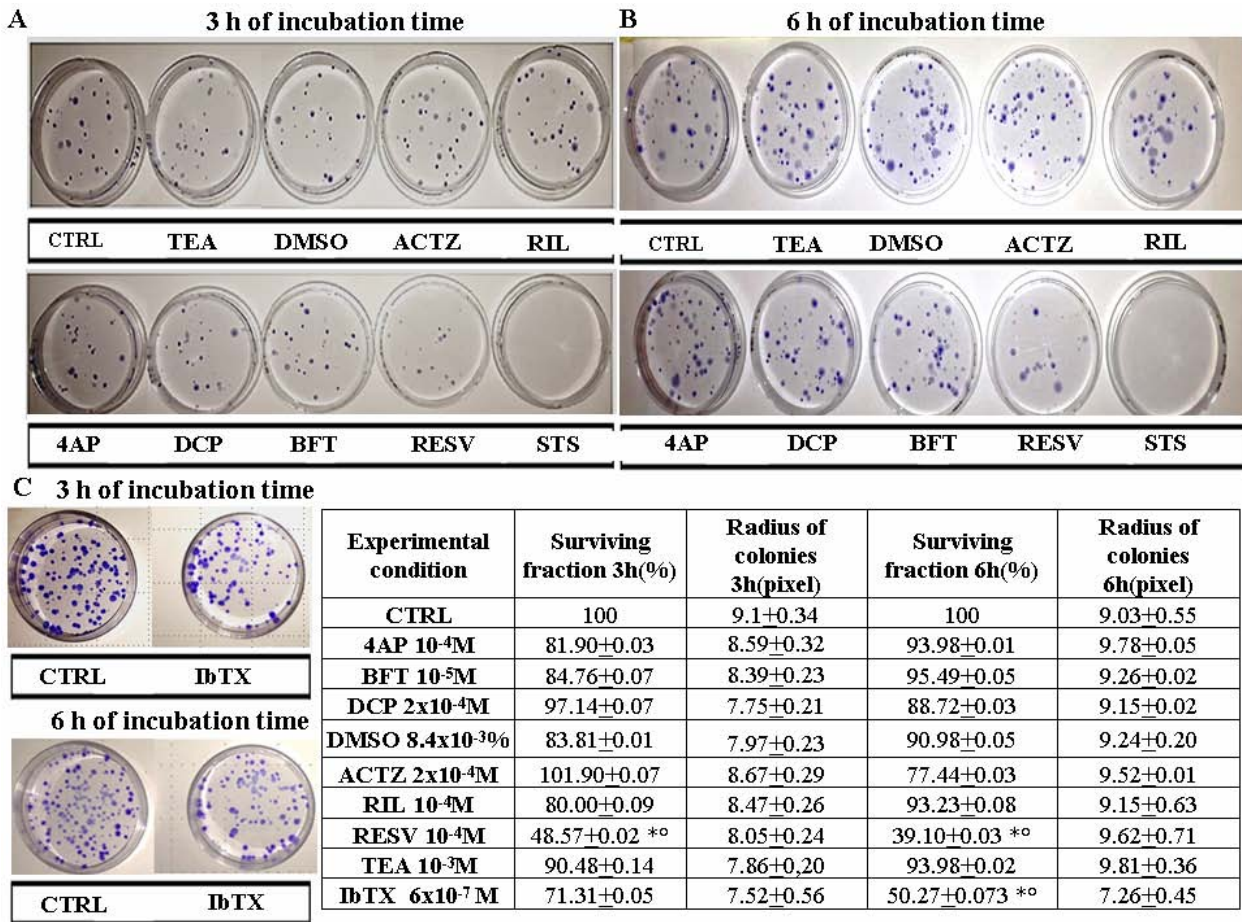 A 3 h of incubation time
B 6 h of incubation time
CTRL TEA DMSO ACTZ RIL
CTRL TEA DMSO ACTZ RIL
4AP DCP BFT RESV STS
4AP DCP BFT RESV STS
C 3 h of incubation time
CTRL IbTX
6 h of incubation time
CTRL IbTX
Experimental condition Surviving fraction 3h(%) Radius of colonies 3h(pixel) Surviving fraction 6h(%) Radius of colonies 6h(pixel)
CTRL 100 9.1±0.34 100 9.03±0.55
4AP 10⁻⁴M 81.90±0.03 8.59±0.32 93.98±0.01 9.78±0.05
BFT 10⁻⁵M 84.76±0.07 8.39±0.23 95.49±0.05 9.26±0.02
DCP 2x10⁻⁴M 97.14±0.07 7.75±0.21 88.72±0.03 9.15±0.02
DMSO 8.4x10⁻³% 83.81±0.01 7.97±0.23 90.98±0.05 9.24±0.20
ACTZ 2x10⁻⁴M 101.90±0.07 8.67±0.29 77.44±0.03 9.52±0.01
RIL 10⁻⁴M 80.00±0.09 8.47±0.26 93.23±0.08 9.15±0.63
RESV 10⁻⁴M 48.57±0.02 *° 8.05±0.24 39.10±0.03 *° 9.62±0.71
TEA 10⁻³M 90.48±0.14 7.86±0,20 93.98±0.02 9.81±0.36
IbTX 6x10⁻⁷ M 71.31±0.05 7.52±0.56 50.27±0.073 *° 7.26±0.45